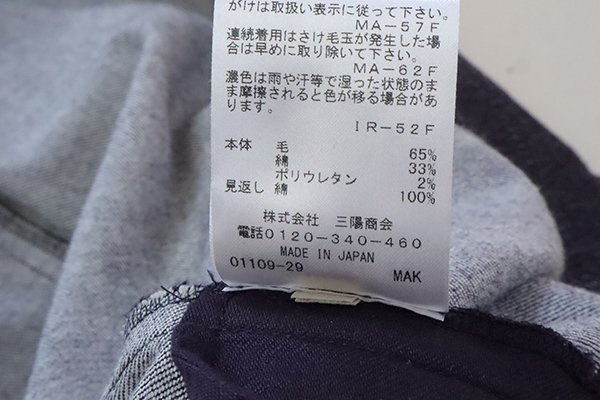 がけは取扱い表示に従って下さい。
MA-57F
連続着用はさけ毛玉が発生した場
合は早めに取り除いて下さい。
MA-62F
濃色は雨や汗等で湿った状態のま
ま摩擦されると色が移る場合があ
ります。
IR-52F
本体 毛 65%
綿 33%
ポリウレタン 2%
見返し 綿 100%
株式会社 三陽商会
電話0120-340-460
MADE IN JAPAN
01109-29 MAK